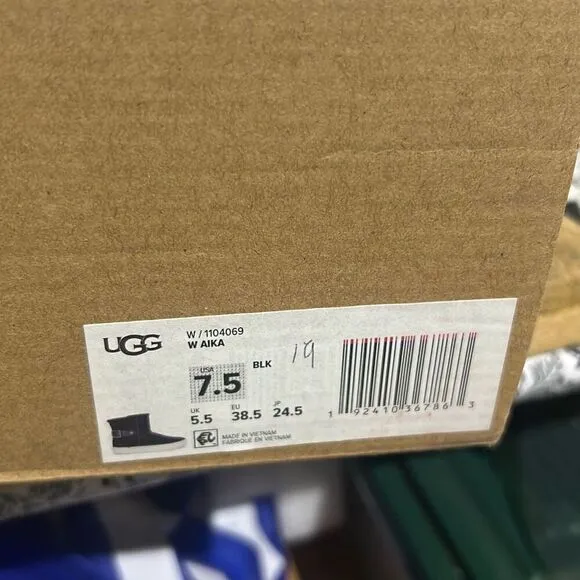 UGG
W / 1104069
W AIKA
USA
7.5
BLK
19
UK EU JP
5.5 38.5 24.5
MADE IN VIETNAM
FABRIQUÉ EN VIETNAM
1 92410 36786 3